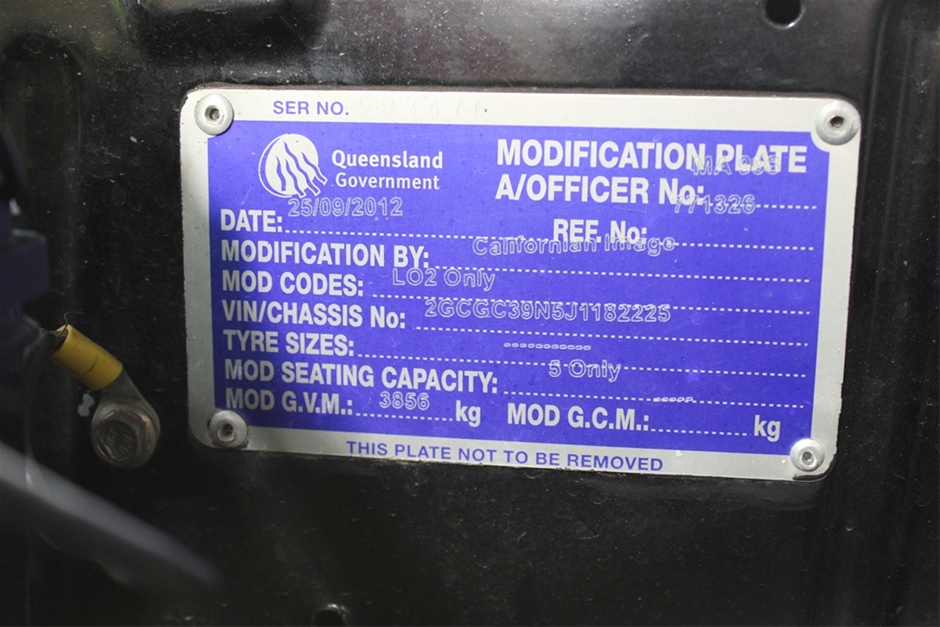 SER NO.
Queensland Government
MODIFICATION PLATE
A/OFFICER No:
DATE: 25/09/2012
REF. No: 771326
MODIFICATION BY: Californian Image
MOD CODES: LO2 Only
VIN/CHASSIS No: 2GCGC39N5J1182225
TYRE SIZES: -----------
MOD SEATING CAPACITY: 5 Only
MOD G.V.M.: 3856 kg MOD G.C.M.: ----- kg
THIS PLATE NOT TO BE REMOVED